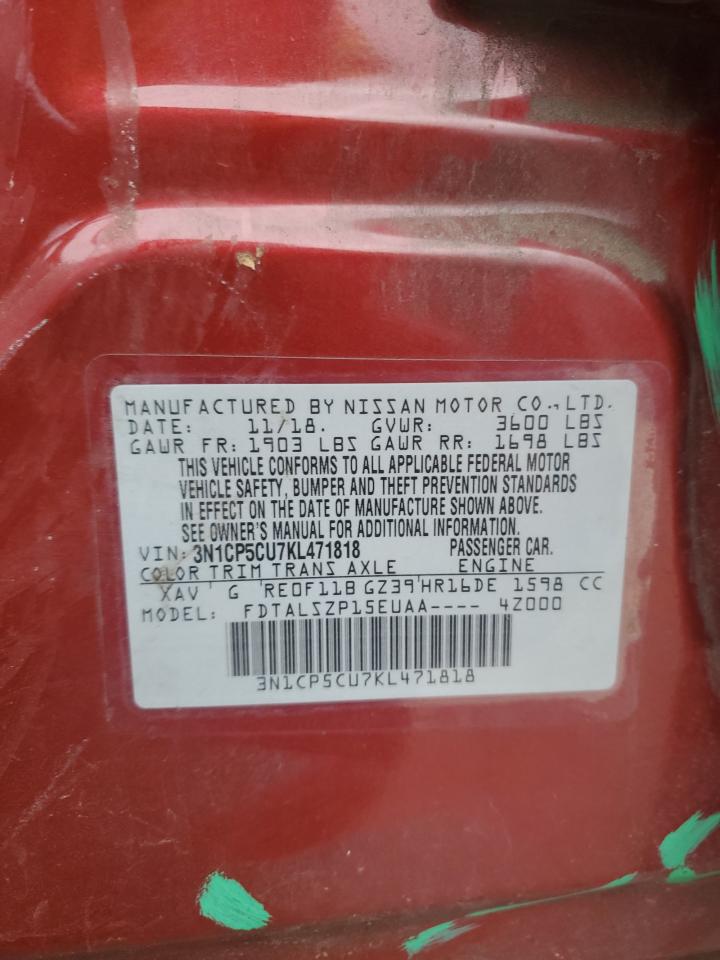 MANUFACTURED BY NISSAN MOTOR CO., LTD.
DATE: 11/18. GVWR: 3600 LBS
GAWR FR: 1903 LBS GAWR RR: 1698 LBS
THIS VEHICLE CONFORMS TO ALL APPLICABLE FEDERAL MOTOR
VEHICLE SAFETY, BUMPER AND THEFT PREVENTION STANDARDS
IN EFFECT ON THE DATE OF MANUFACTURE SHOWN ABOVE.
SEE OWNER'S MANUAL FOR ADDITIONAL INFORMATION.
VIN: 3N1CP5CU7KL471818 PASSENGER CAR.
COLOR TRIM TRANS AXLE ENGINE
XAV G RE0F11B GZ39 HR16DE 1598 CC
MODEL: FDTALSZP15EUAA---- 4Z000
3N1CP5CU7KL471818